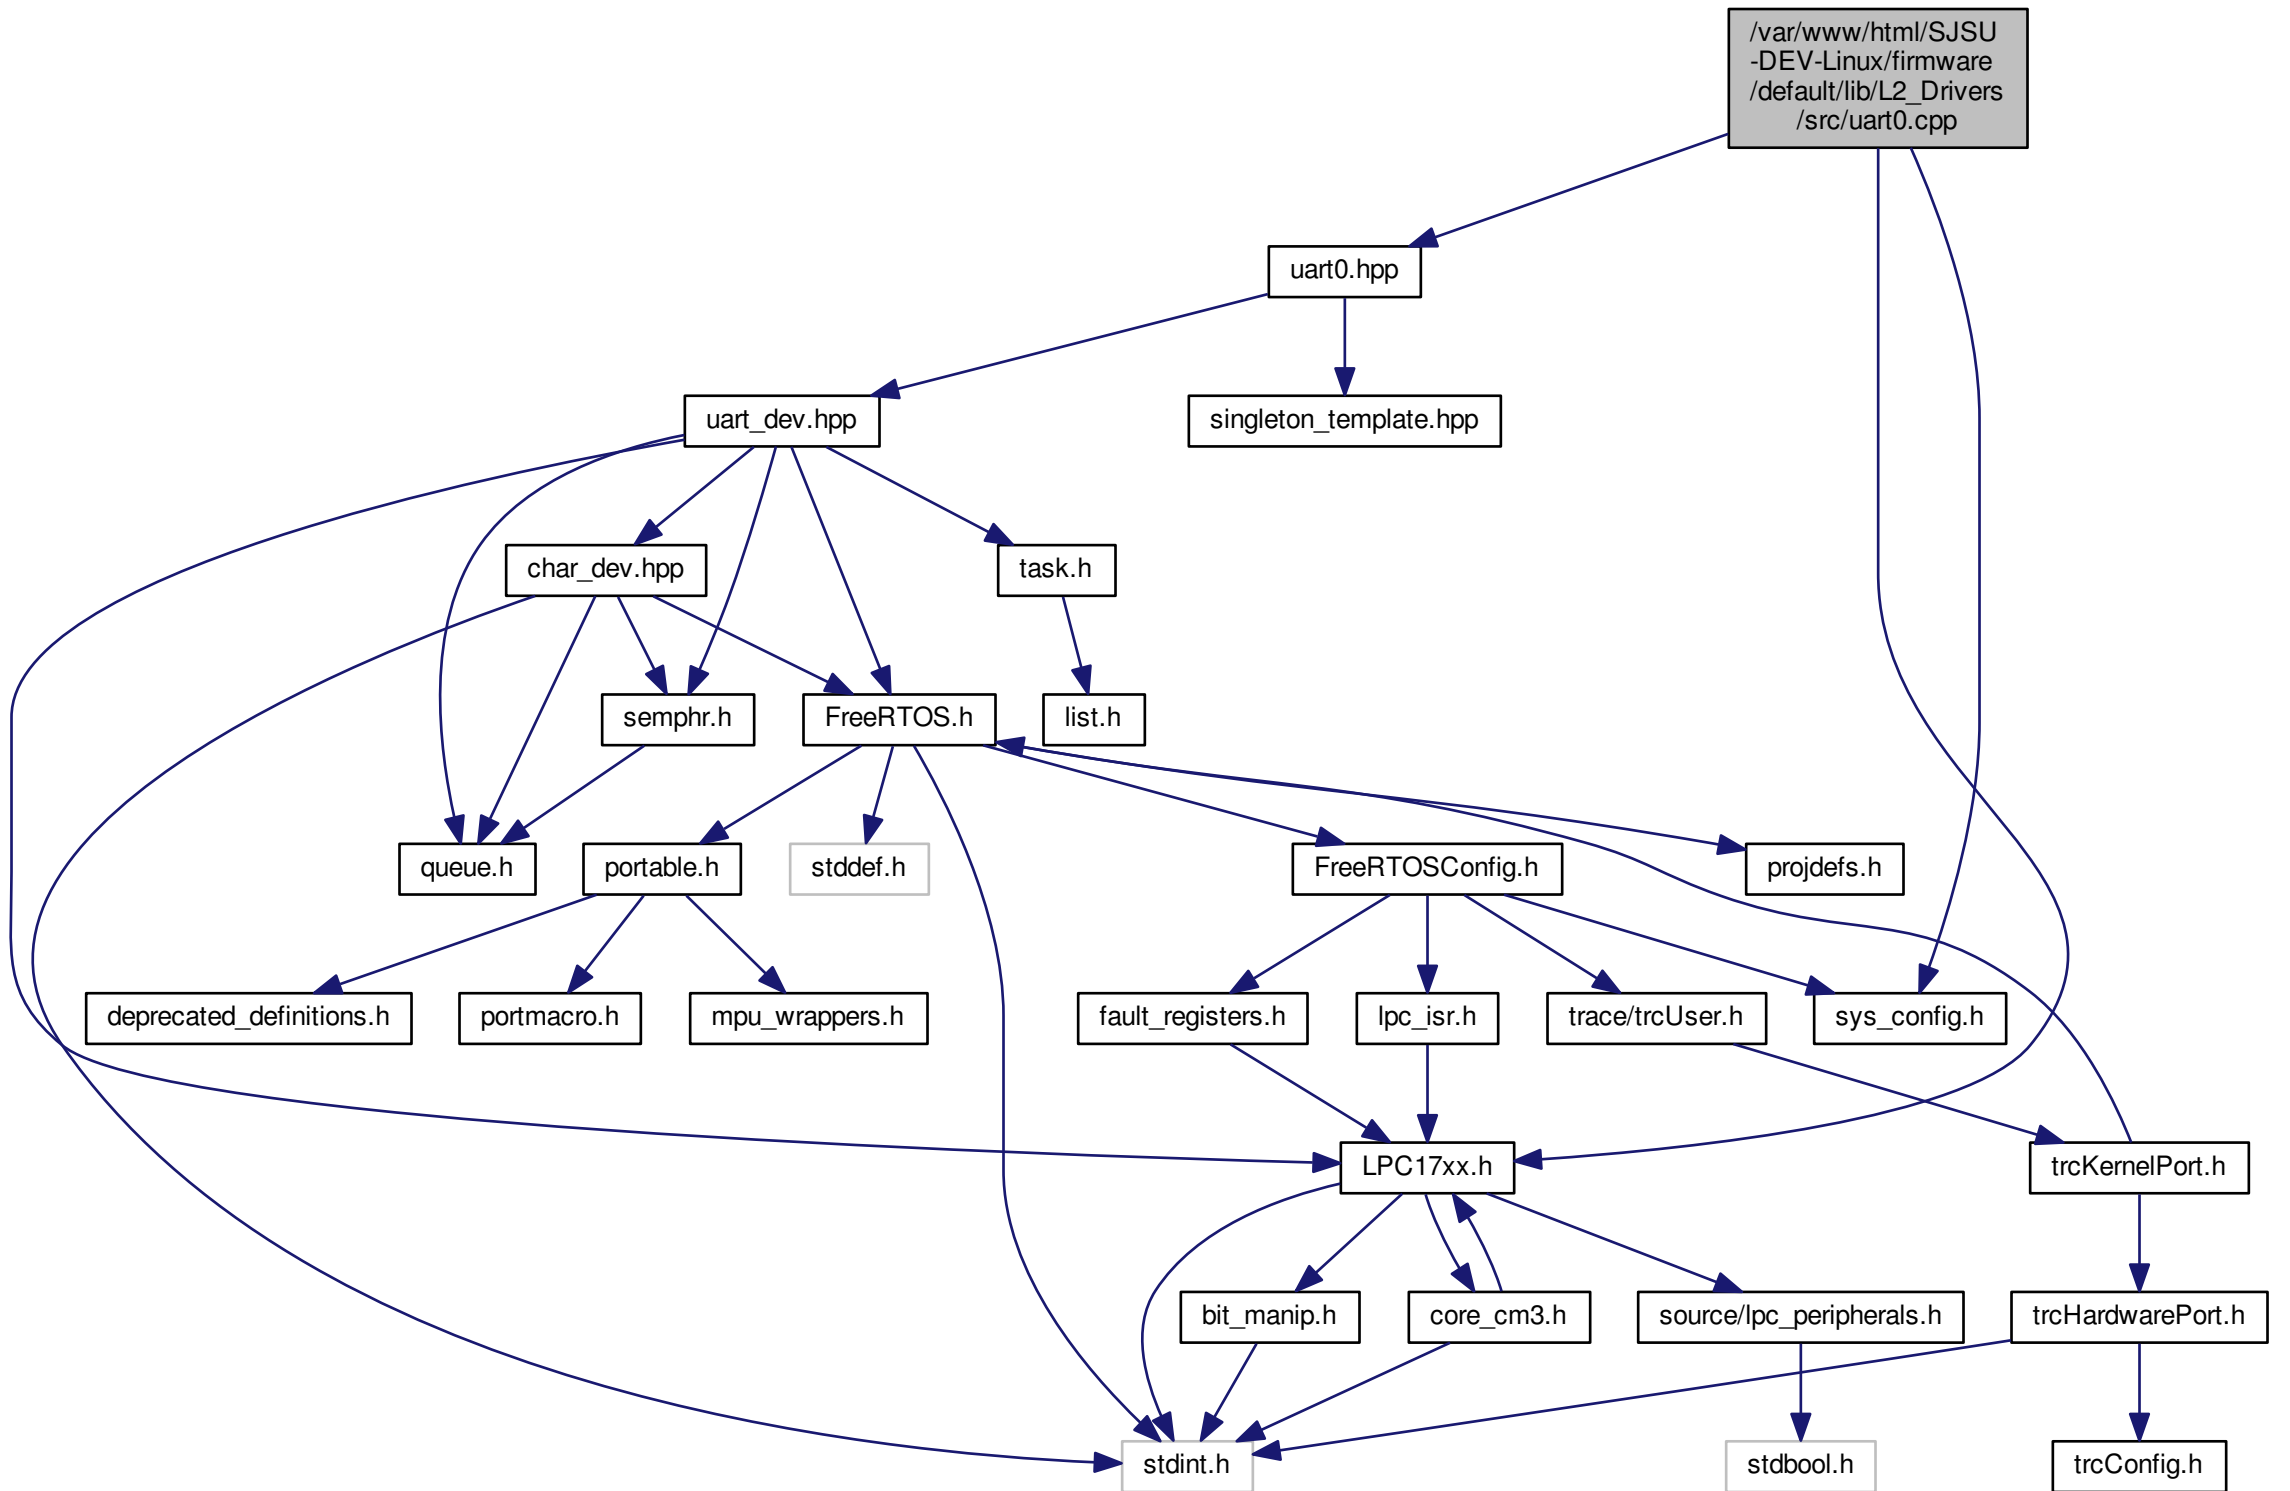 /var/www/html/SJSU
-DEV-Linux/firmware
/default/lib/L2_Drivers
/src/uart0.cpp
uart0.hpp
uart_dev.hpp
singleton_template.hpp
char_dev.hpp
task.h
semphr.h
FreeRTOS.h
list.h
queue.h
portable.h
stddef.h
FreeRTOSConfig.h
projdefs.h
deprecated_definitions.h
portmacro.h
mpu_wrappers.h
fault_registers.h
lpc_isr.h
trace/trcUser.h
sys_config.h
LPC17xx.h
trcKernelPort.h
bit_manip.h
core_cm3.h
source/lpc_peripherals.h
trcHardwarePort.h
stdint.h
stdbool.h
trcConfig.h